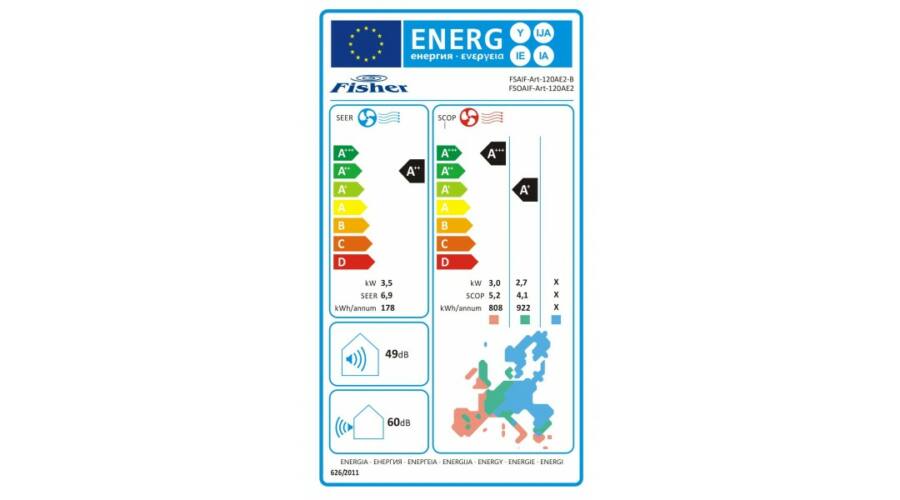 ENERG
енергия · ενεργεια
Y IJA
IE IA
Fisher
FSAIF-Art-120AE2-B
FSOAIF-Art-120AE2
SEER
SCOP
A+++
A++
A+
A
B
C
D
A++
A+++
A++
A+
A
B
C
D
A+++
A+
kW 3,5
SEER 6,9
kWh/annum 178
kW 3,0 2,7 X
SCOP 5,2 4,1 X
kWh/annum 808 922 X
49dB
60dB
ENERGIA · ЕНЕРГИЯ · ΕΝΕΡΓΕΙΑ · ENERGIJA · ENERGY · ENERGIE · ENERGI
626/2011